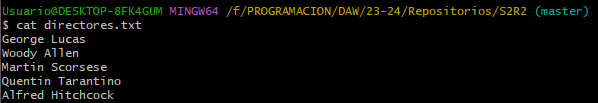 Usuario@DESKTOP-8FK4GUM MINGW64 /f/PROGRAMACION/DAW/23-24/Repositorios/S2R2 (master)
$ cat directores.txt
George Lucas
Woody Allen
Martin Scorsese
Quentin Tarantino
Alfred Hitchcock